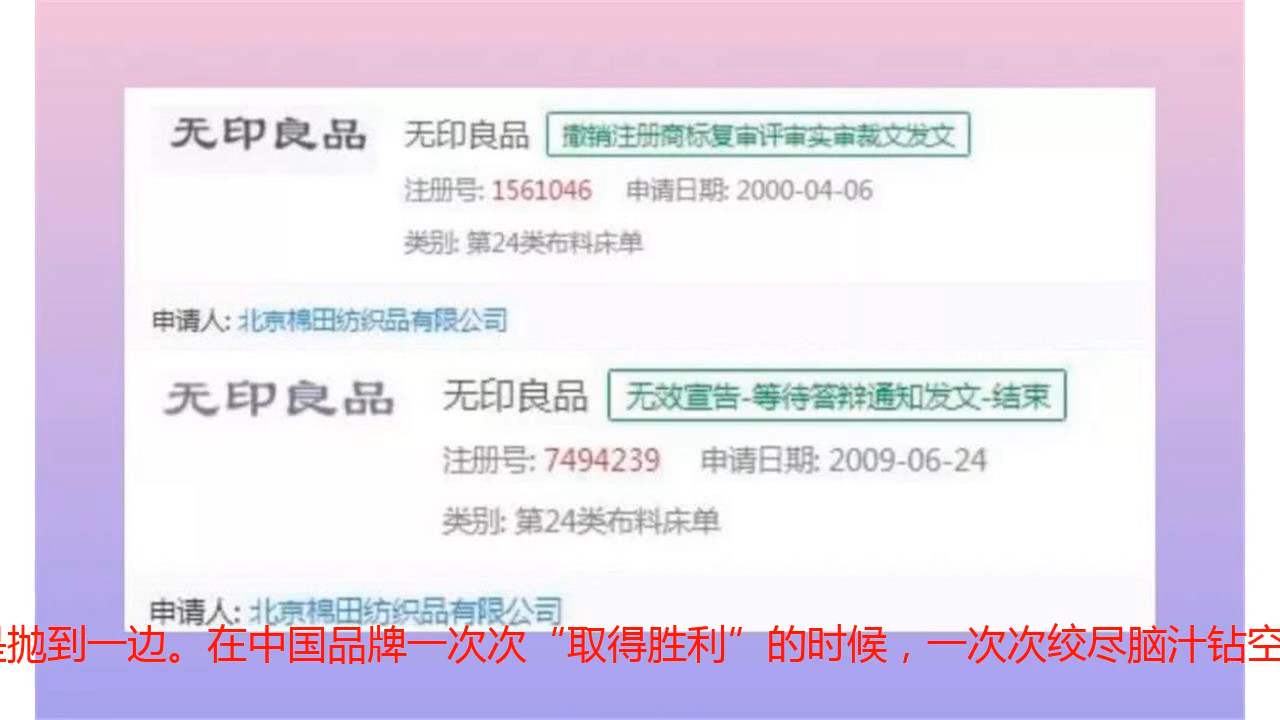 无印良品 无印良品 撤销注册商标复审评审实审裁文发文
注册号: 1561046 申请日期: 2000-04-06
类别: 第24类布料床单
申请人: 北京棉田纺织品有限公司
无印良品 无印良品 无效宣告-等待答辩通知发文-结束
注册号: 7494239 申请日期: 2009-06-24
类别: 第24类布料床单
申请人: 北京棉田纺织品有限公司
抛到一边。在中国品牌一次次“取得胜利”的时候，一次次绞尽脑汁钻空